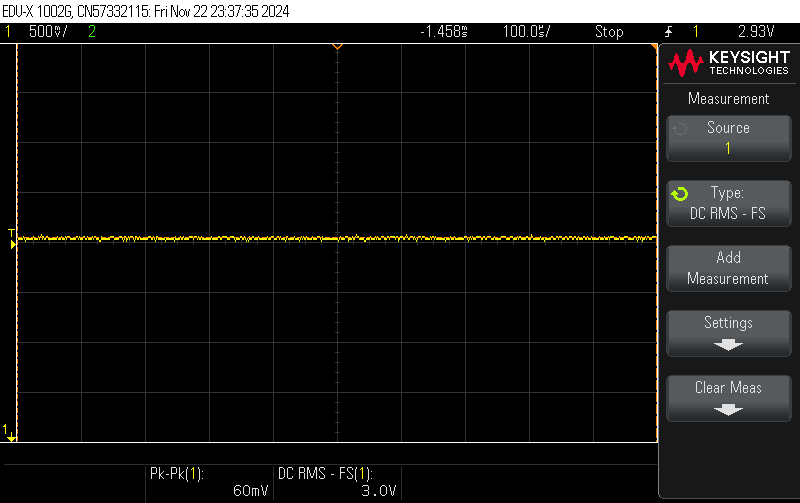 EDU-X 1002G, CN57332115: Fri Nov 22 23:37:35 2024
1 500mV/ 2 -1.458ms 100.0ms/ Stop 1 2.93V
KEYSIGHT
TECHNOLOGIES
Measurement
Source
1
Type:
DC RMS - FS
Add
Measurement
Settings
Clear Meas
T
1
Pk-Pk(1):
60mV
DC RMS - FS(1):
3.0V